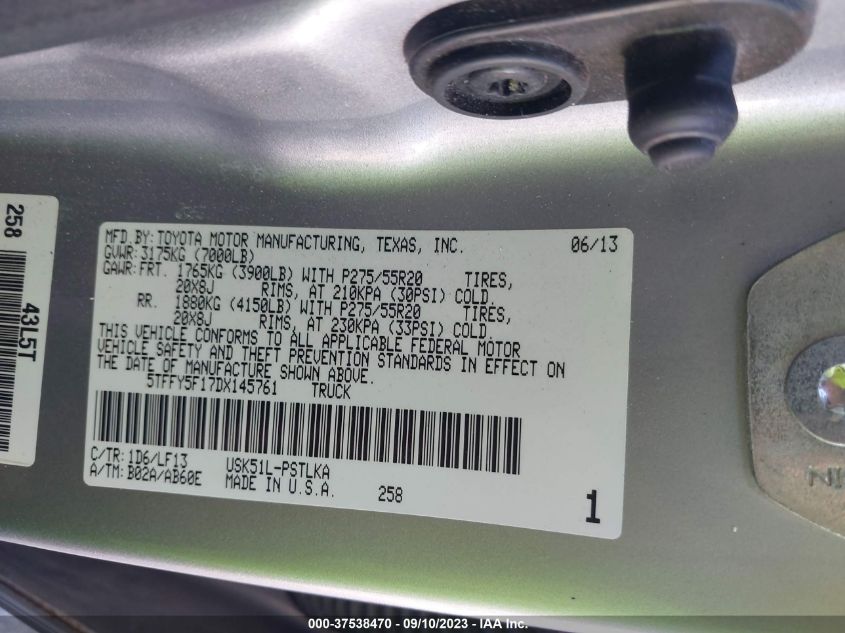 258
43L5T
MFD BY: TOYOTA MOTOR MANUFACTURING, TEXAS, INC. 06/13
GVWR: 3175KG (7000LB)
GAWR: FRT. 1765KG (3900LB) WITH P275/55R20 TIRES,
20X8J RIMS, AT 210KPA (30PSI) COLD.
RR. 1880KG (4150LB) WITH P275/55R20 TIRES,
20X8J RIMS, AT 230KPA (33PSI) COLD
THIS VEHICLE CONFORMS TO ALL APPLICABLE FEDERAL MOTOR
VEHICLE SAFETY AND THEFT PREVENTION STANDARDS IN EFFECT ON
THE DATE OF MANUFACTURE SHOWN ABOVE.
5TFFY5F17DX145761 TRUCK
C/TR: 1D6/LF13 USK51L-PSTLKA
A/TM: B02A/AB60E MADE IN U.S.A. 258 1
000-37538470 - 09/10/2023 - IAA Inc.